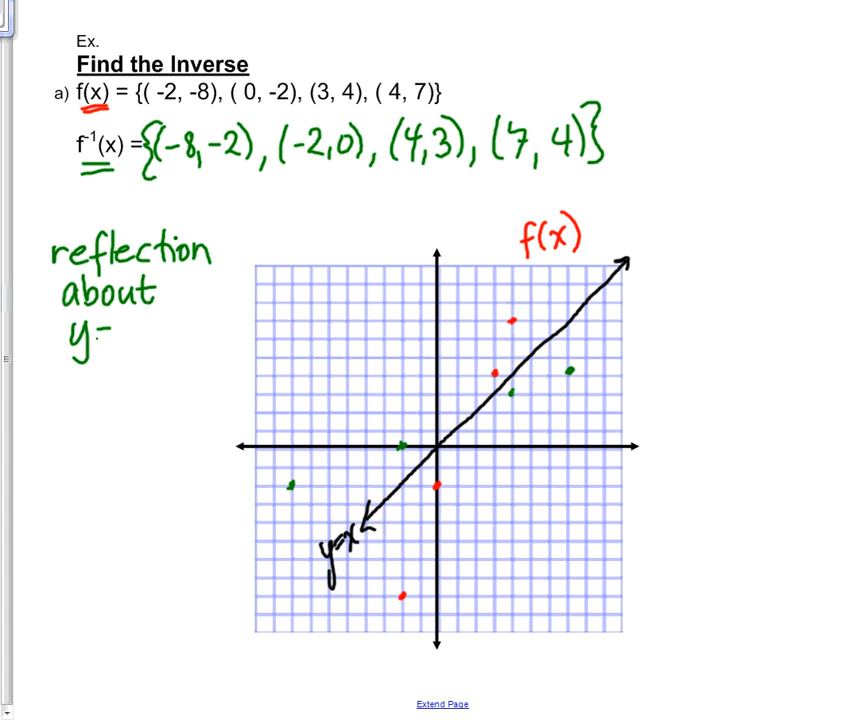 Ex.
Find the Inverse
a) f(x) = {( -2, -8), ( 0, -2), (3, 4), ( 4, 7)}
f⁻¹(x) = {(-8,-2), (-2,0), (4,3), (7, 4)}
f(x)
reflection
about
y=
y=x
Extend Page